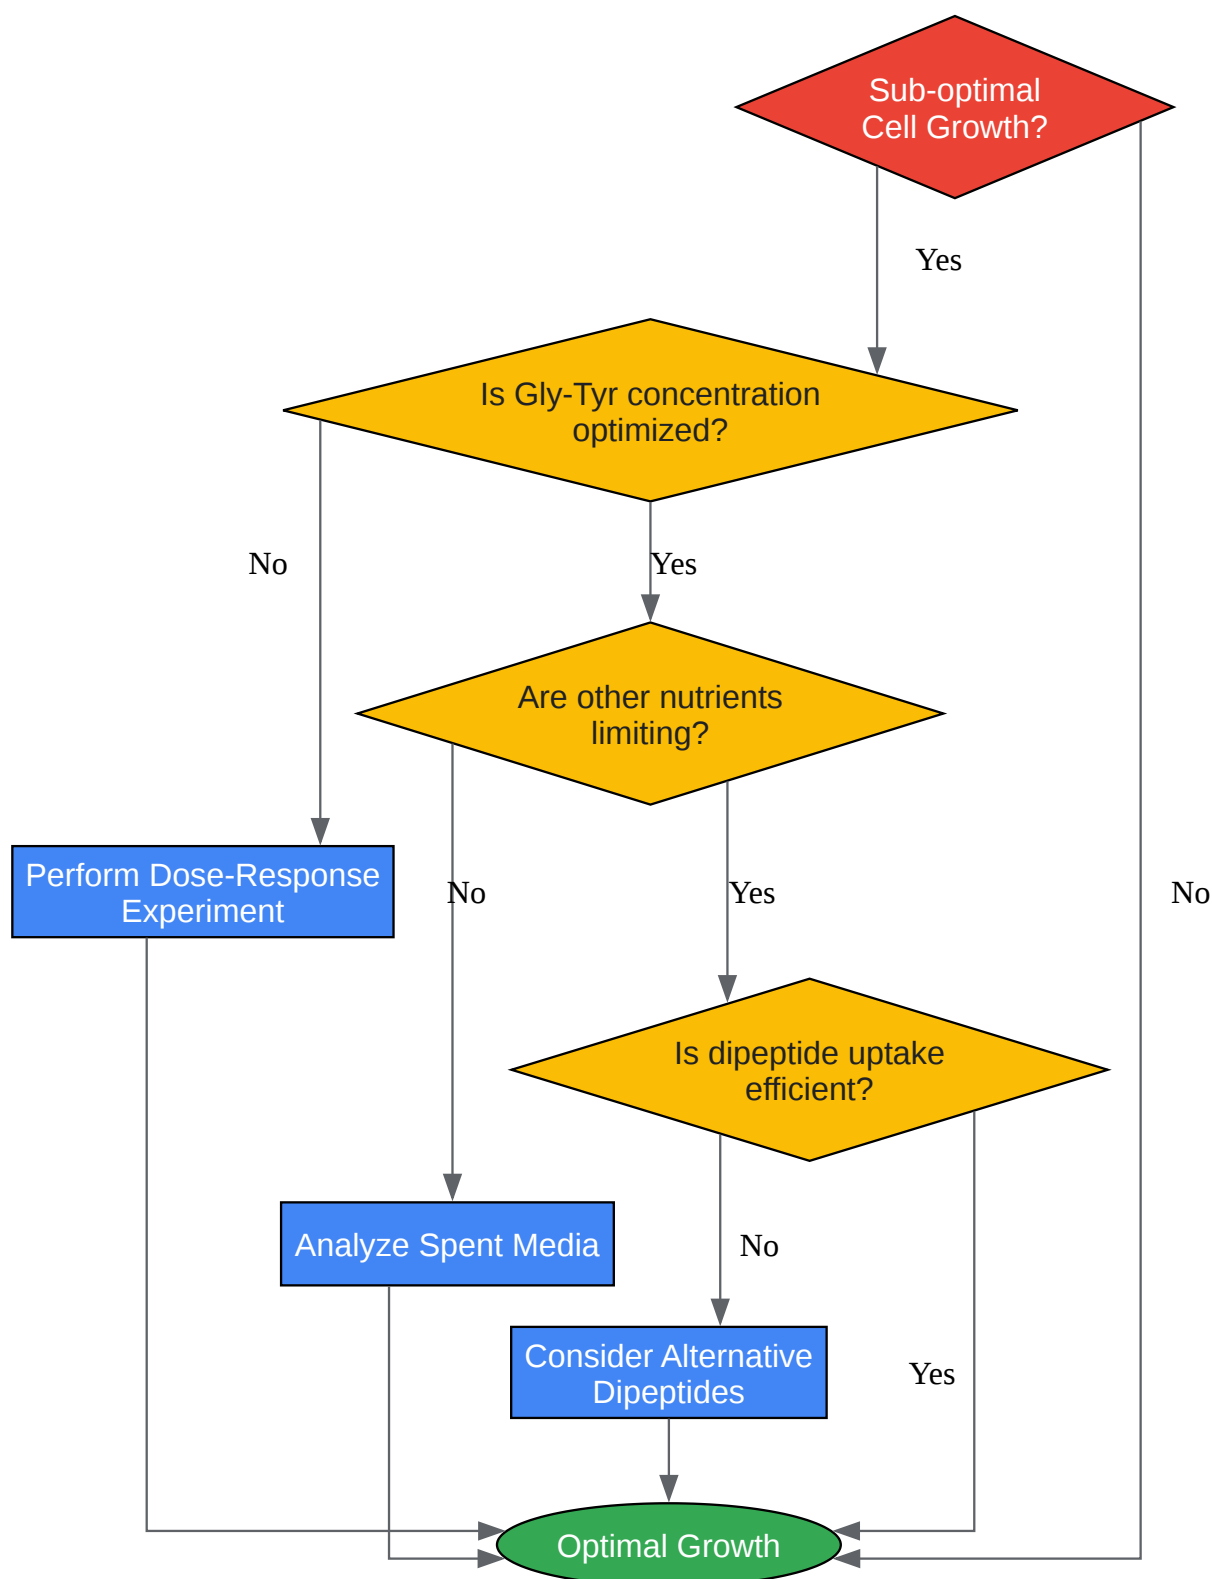 Sub-optimal
Cell Growth?
Yes
Is Gly-Tyr concentration
optimized?
No
Yes
Are other nutrients
limiting?
Perform Dose-Response
Experiment
No
Yes
No
Is dipeptide uptake
efficient?
Analyze Spent Media
No
Consider Alternative
Dipeptides
Yes
Optimal Growth